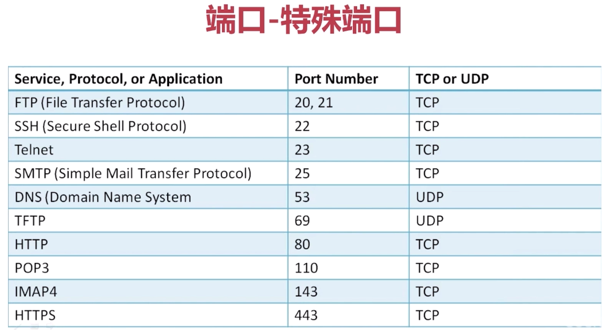 端口-特殊端口
Service, Protocol, or Application Port Number TCP or UDP
FTP (File Transfer Protocol) 20, 21 TCP
SSH (Secure Shell Protocol) 22 TCP
Telnet 23 TCP
SMTP (Simple Mail Transfer Protocol) 25 TCP
DNS (Domain Name System 53 UDP
TFTP 69 UDP
HTTP 80 TCP
POP3 110 TCP
IMAP4 143 TCP
HTTPS 443 TCP